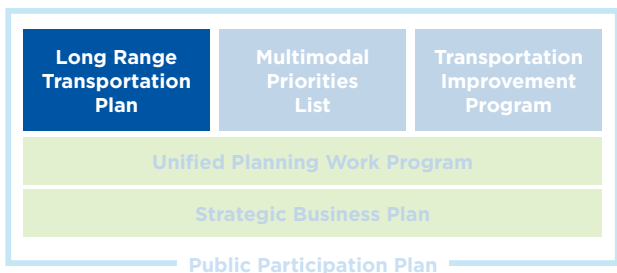 Long Range
Transportation
Plan
Multimodal
Priorities
List
Transportation
Improvement
Program
Unified Planning Work Program
Strategic Business Plan
Public Participation Plan